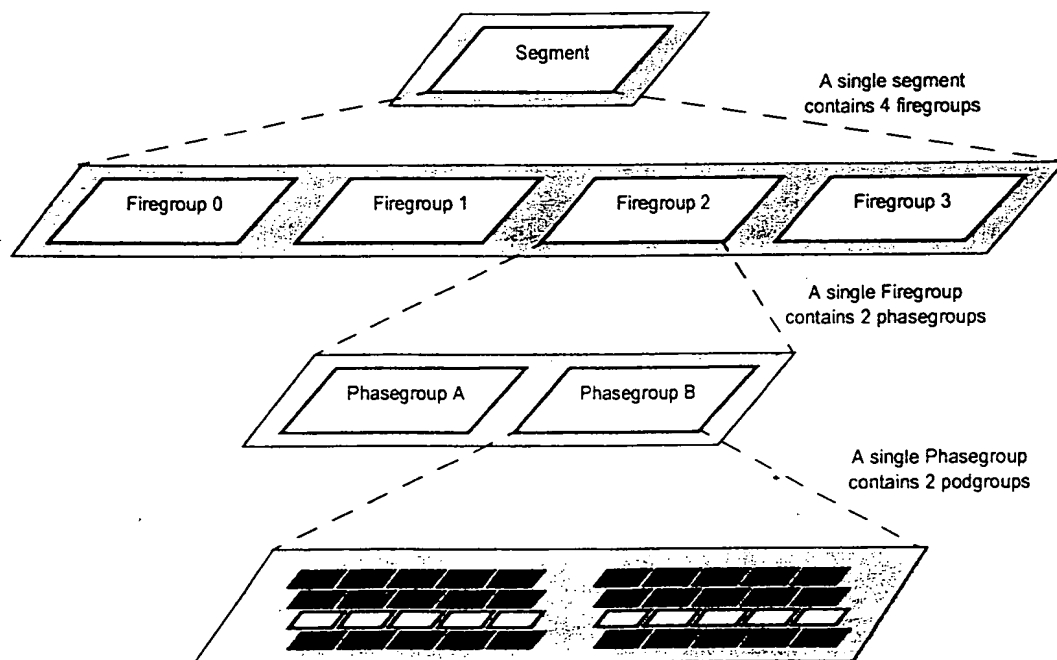 Segment
A single segment
contains 4 firegroups
Firegroup 0
Firegroup 1
Firegroup 2
Firegroup 3
A single Firegroup
contains 2 phasegroups
Phasegroup A
Phasegroup B
A single Phasegroup
contains 2 podgroups